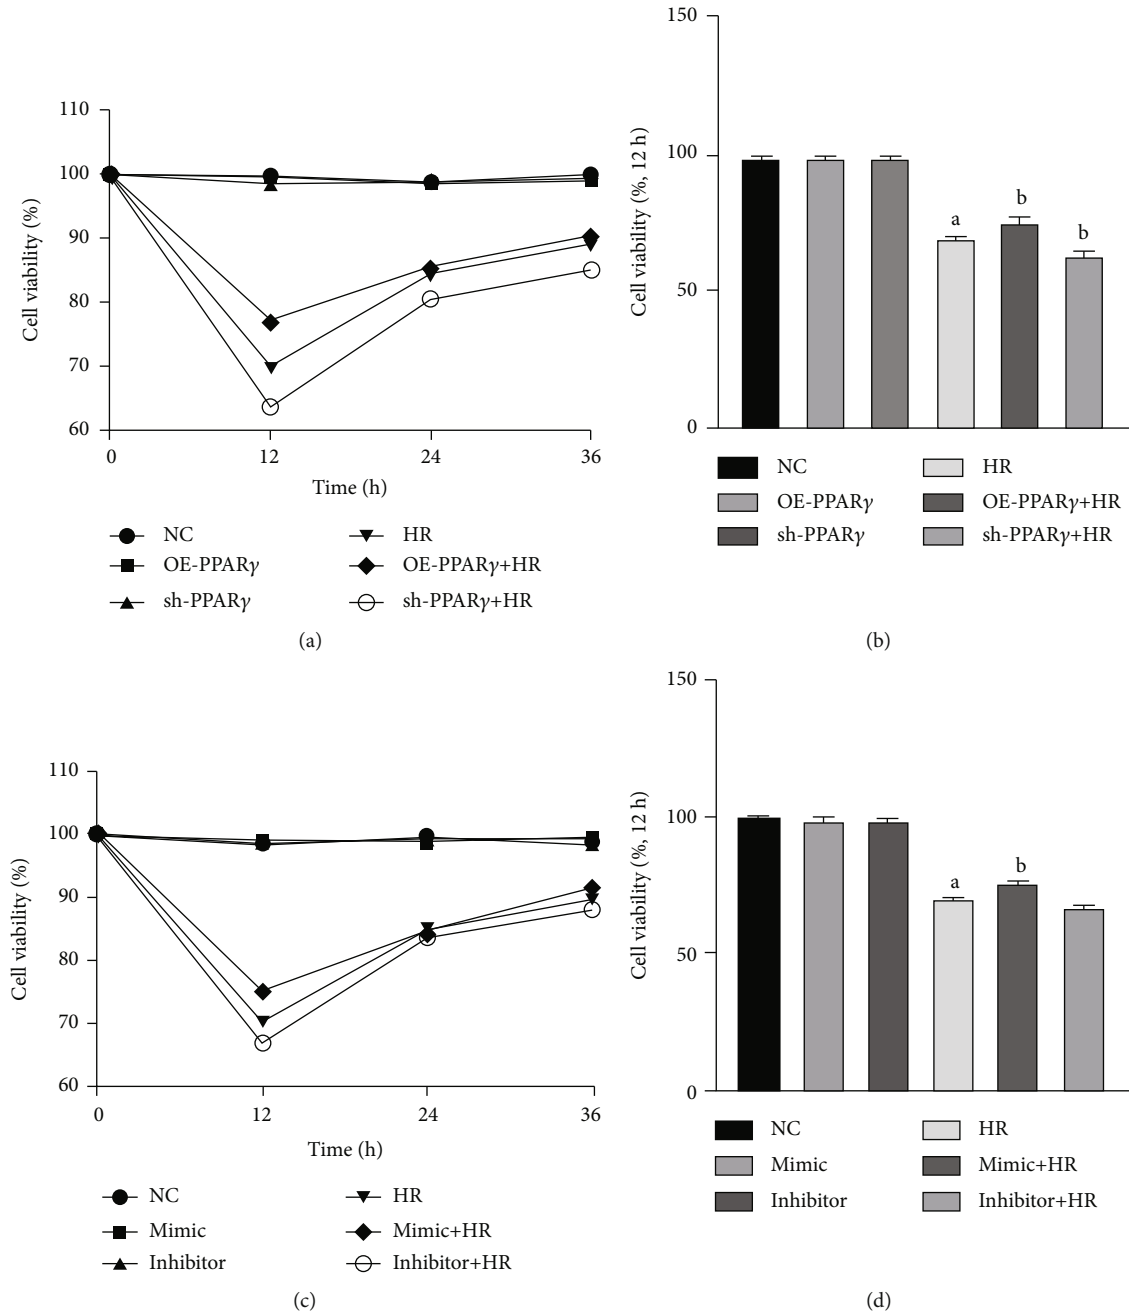 110
100
90
80
70
60
Cell viability (%)
0 12 24 36
Time (h)
NC HR
OE-PPARγ OE-PPARγ+HR
sh-PPARγ sh-PPARγ+HR
(a)
150
100
50
0
Cell viability (%, 12 h)
a b b
NC HR
OE-PPARγ OE-PPARγ+HR
sh-PPARγ sh-PPARγ+HR
(b)
110
100
90
80
70
60
Cell viability (%)
0 12 24 36
Time (h)
NC HR
Mimic Mimic+HR
Inhibitor Inhibitor+HR
(c)
150
100
50
0
Cell viability (%, 12 h)
a b
NC HR
Mimic Mimic+HR
Inhibitor Inhibitor+HR
(d)